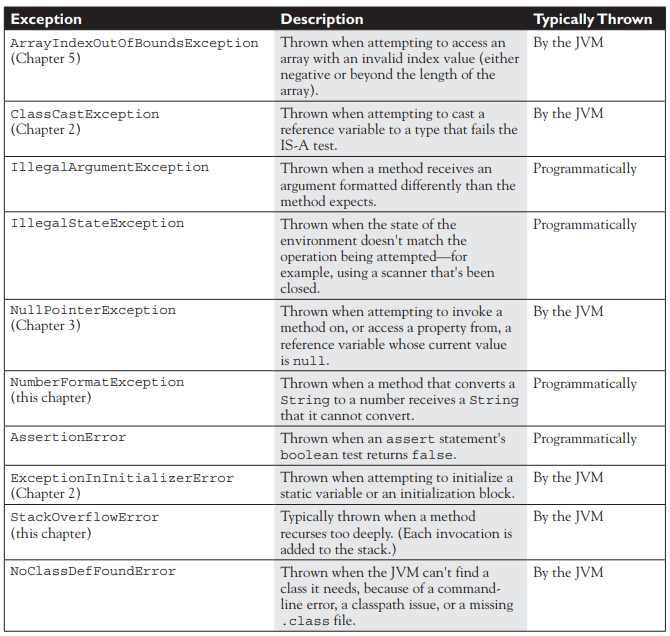 Exception Description Typically Thrown
ArrayIndexOutOfBoundsException Thrown when attempting to access an By the JVM
(Chapter 5) array with an invalid index value (either
negative or beyond the length of the
array).
ClassCastException Thrown when attempting to cast a By the JVM
(Chapter 2) reference variable to a type that fails the
IS-A test.
IllegalArgumentException Thrown when a method receives an Programmatically
argument formatted differently than the
method expects.
IllegalStateException Thrown when the state of the Programmatically
environment doesn't match the
operation being attempted—for
example, using a scanner that's been
closed.
NullPointerException Thrown when attempting to invoke a By the JVM
(Chapter 3) method on, or access a property from, a
reference variable whose current value
is null.
NumberFormatException Thrown when a method that converts a Programmatically
(this chapter) String to a number receives a String
that it cannot convert.
AssertionError Thrown when an assert statement's Programmatically
boolean test returns false.
ExceptionInInitializerError Thrown when attempting to initialize a By the JVM
(Chapter 2) static variable or an initialization block.
StackOverflowError Typically thrown when a method By the JVM
(this chapter) recurses too deeply. (Each invocation is
added to the stack.)
NoClassDefFoundError Thrown when the JVM can't find a By the JVM
class it needs, because of a command-
line error, a classpath issue, or a missing
.class file.